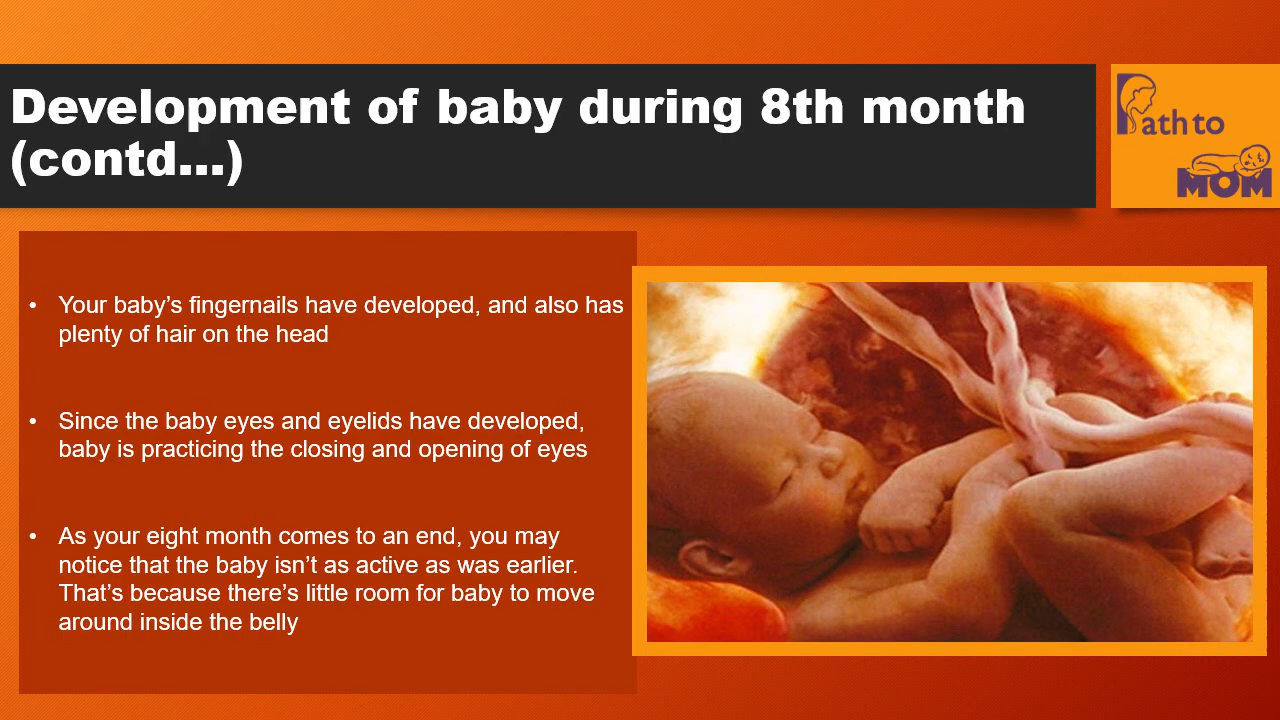 Development of baby during 8th month
(contd...)
Path to
MOM
• Your baby’s fingernails have developed, and also has
plenty of hair on the head
• Since the baby eyes and eyelids have developed,
baby is practicing the closing and opening of eyes
• As your eight month comes to an end, you may
notice that the baby isn’t as active as was earlier.
That’s because there’s little room for baby to move
around inside the belly